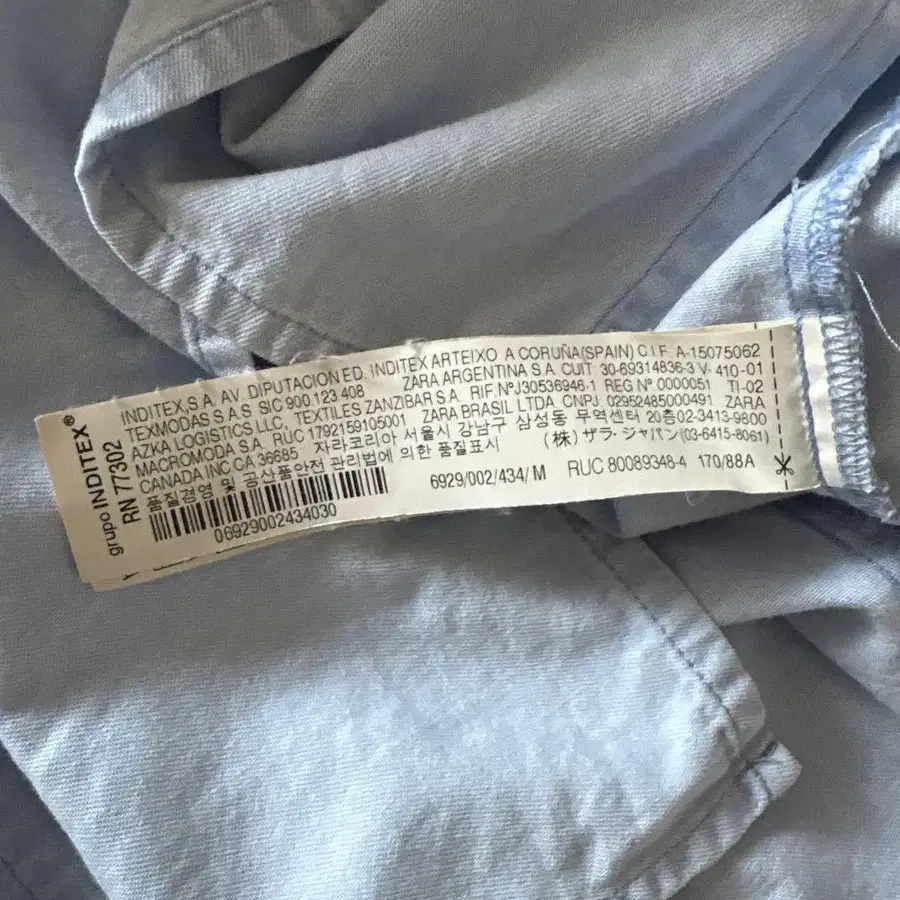 grupo INDITEX®
RN 77302
INDITEX,S.A. AV. DIPUTACION ED. INDITEX ARTEIXO A CORUÑA(SPAIN) C.I.F. A-15075062
TEXMODAS S.A.S SIC 900.123.408 ZARA ARGENTINA S.A. CUIT 30-69314836-3 V-410-01
AZKA LOGISTICS LLC. TEXTILES ZANZIBAR S.A. RIF.NºJ30536946-1 REG Nº.0000051 TI-02
MACROMODA S.A. RUC 1792159105001 ZARA BRASIL LTDA. CNPJ 02952485000491 ZARA
CANADA INC CA 36685 자라코리아 서울시 강남구 삼성동 무역센터 20층 02-3413-9800
품질경영 및 공산품안전 관리법에 의한 품질표시 (株) ザラ・ジャパン (03-6415-8061)
6929/002/434/ M RUC 80089348-4 170/88A
06929002434030